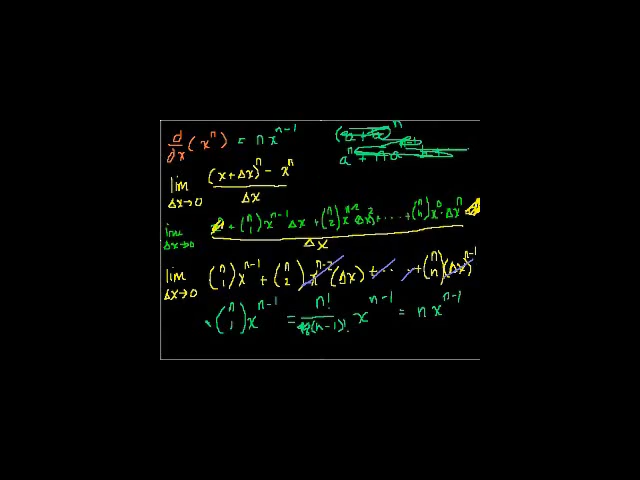 d/dx (x^n) = n x^(n-1)
(a + b)^n
a^n + n a
lim Δx→0 ((x + Δx)^n - x^n) / Δx
lim Δx→0 (+ (n 1) x^(n-1) Δx + (n 2) x^(n-2) Δx^2 + ... + (n n) x^0 · Δx^n) / Δx
lim Δx→0 (n 1) x^(n-1) + (n 2) x^(n-2) (Δx) + ... + (n n) (Δx)^(n-1)
(n 1) x^(n-1) = n! / (n-1)! x^(n-1) = n x^(n-1)